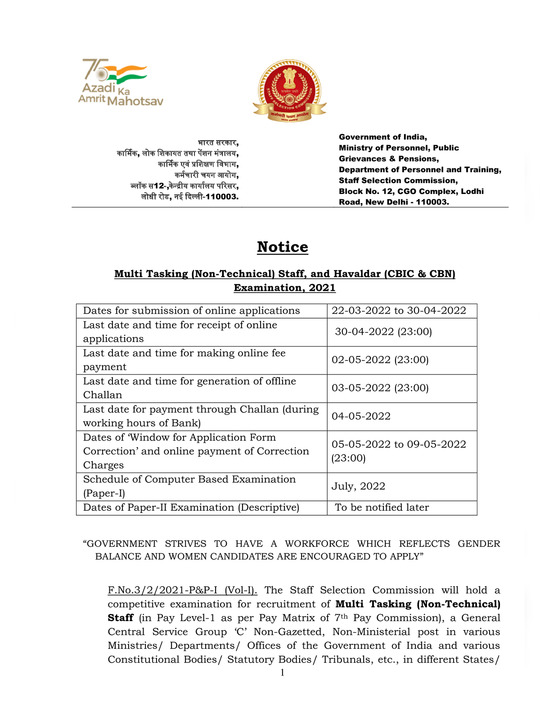 75
Azadi Ka
Amrit Mahotsav
भारत सरकार,
कार्मिक, लोक शिकायत तथा पेंशन मंत्रालय,
कार्मिक एवं प्रशिक्षण विभाग,
कर्मचारी चयन आयोग,
ब्लॉक स12-,केन्द्रीय कार्यालय परिसर,
लोधी रोड, नई दिल्ली-110003.
Government of India,
Ministry of Personnel, Public
Grievances & Pensions,
Department of Personnel and Training,
Staff Selection Commission,
Block No. 12, CGO Complex, Lodhi
Road, New Delhi - 110003.
Notice
Multi Tasking (Non-Technical) Staff, and Havaldar (CBIC & CBN)
Examination, 2021
Dates for submission of online applications 22-03-2022 to 30-04-2022
Last date and time for receipt of online
applications 30-04-2022 (23:00)
Last date and time for making online fee
payment 02-05-2022 (23:00)
Last date and time for generation of offline
Challan 03-05-2022 (23:00)
Last date for payment through Challan (during
working hours of Bank) 04-05-2022
Dates of ‘Window for Application Form
Correction’ and online payment of Correction
Charges 05-05-2022 to 09-05-2022
(23:00)
Schedule of Computer Based Examination
(Paper-I) July, 2022
Dates of Paper-II Examination (Descriptive) To be notified later
“GOVERNMENT STRIVES TO HAVE A WORKFORCE WHICH REFLECTS GENDER
BALANCE AND WOMEN CANDIDATES ARE ENCOURAGED TO APPLY”
F.No.3/2/2021-P&P-I (Vol-I). The Staff Selection Commission will hold a
competitive examination for recruitment of Multi Tasking (Non-Technical)
Staff (in Pay Level-1 as per Pay Matrix of 7th Pay Commission), a General
Central Service Group ‘C’ Non-Gazetted, Non-Ministerial post in various
Ministries/ Departments/ Offices of the Government of India and various
Constitutional Bodies/ Statutory Bodies/ Tribunals, etc., in different States/
1